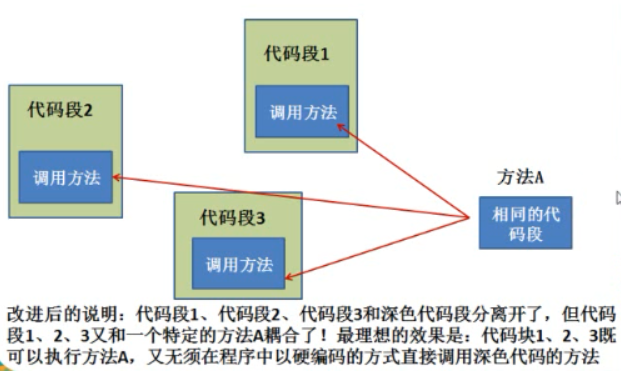 代码段1
调用方法
代码段2
调用方法
方法A
相同的代
码段
代码段3
调用方法
改进后的说明：代码段1、代码段2、代码段3和深色代码段分离开了，但代码
段1、2、3又和一个特定的方法A耦合了！最理想的效果是：代码块1、2、3既
可以执行方法A，又无须在程序中以硬编码的方式直接调用深色代码的方法